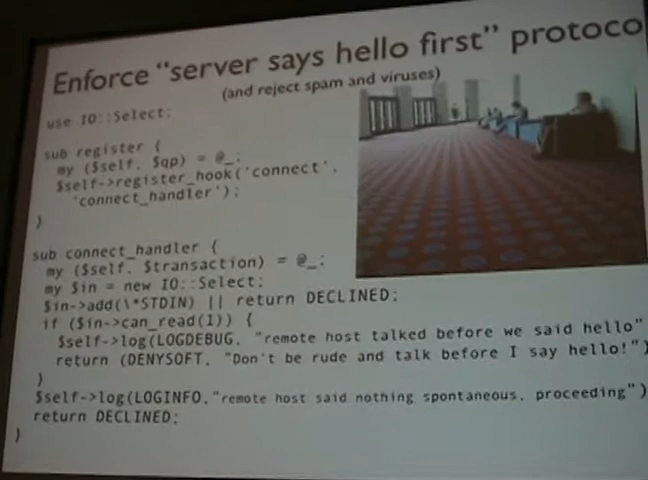 Enforce "server says hello first" protoco
(and reject spam and viruses)
use IO::Select;
sub register {
my ($self, $qp) = @_;
$self->register_hook('connect',
'connect_handler');
}
sub connect_handler {
my ($self, $transaction) = @_;
my $in = new IO::Select;
$in->add(\*STDIN) || return DECLINED;
if ($in->can_read(1)) {
$self->log(LOGDEBUG, "remote host talked before we said hello"
return (DENYSOFT, "Don't be rude and talk before I say hello!")
}
$self->log(LOGINFO,"remote host said nothing spontaneous, proceeding")
return DECLINED;
}